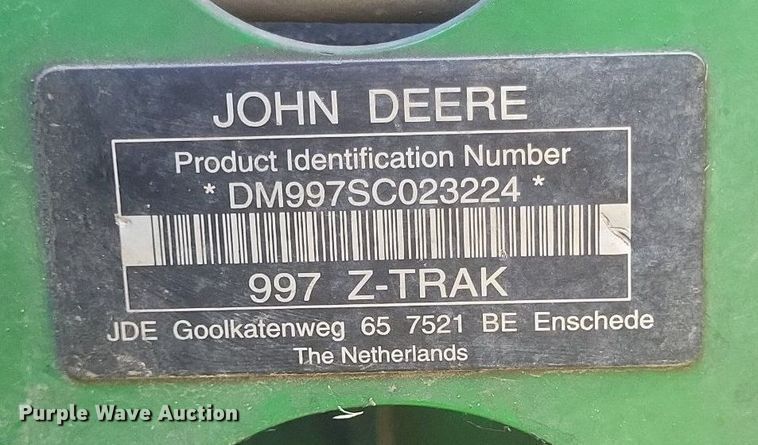 JOHN DEERE
Product Identification Number
* DM997SC023224 *
997 Z-TRAK
JDE Goolkatenweg 65 7521 BE Enschede
The Netherlands
Purple Wave Auction